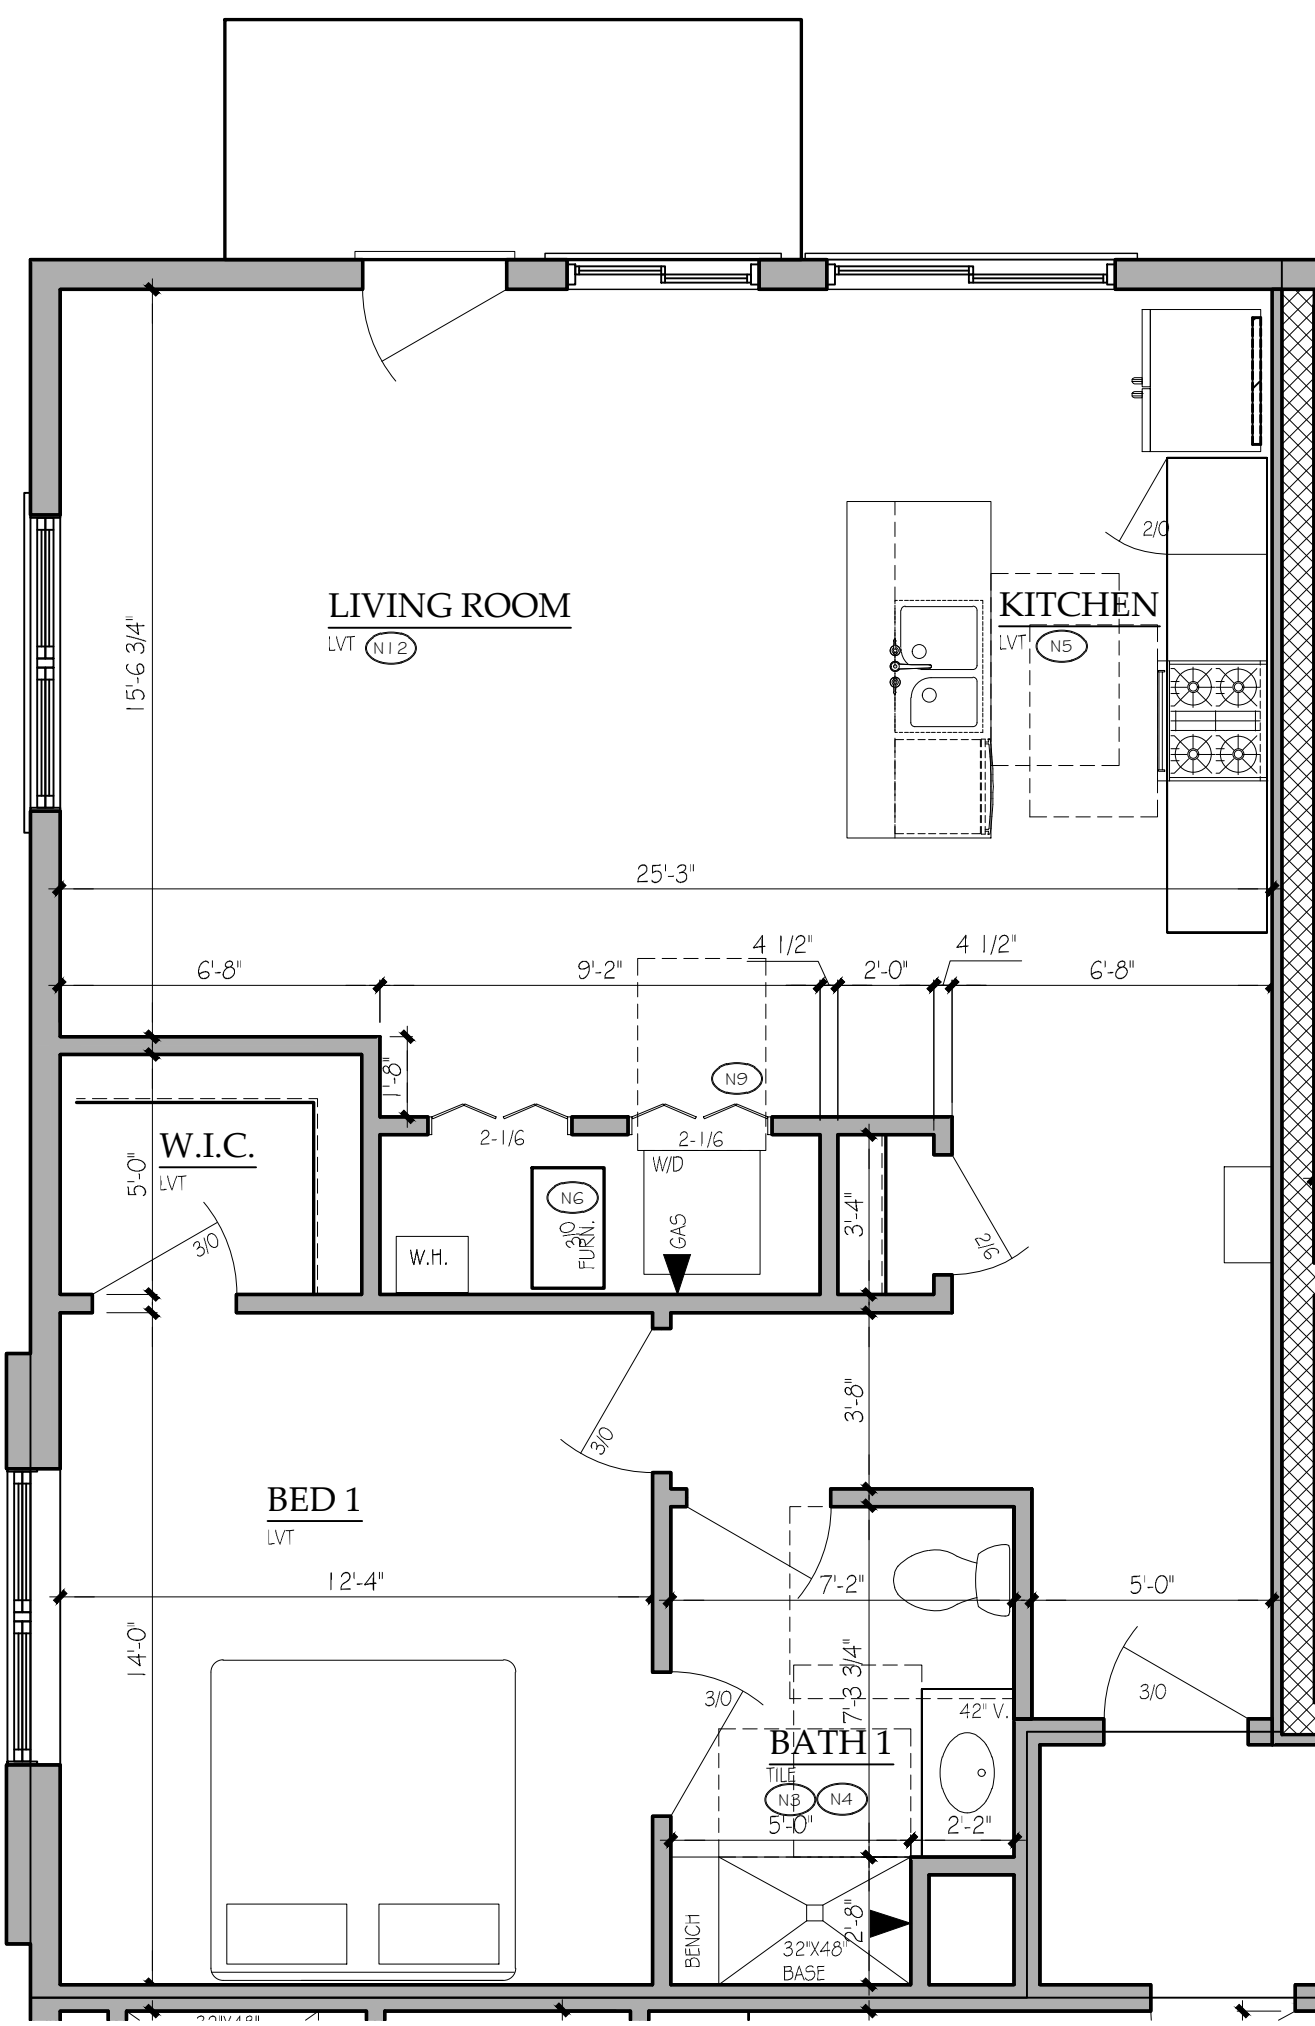 2/0
LIVING ROOM
LVT N12
KITCHEN
LVT N5
15'-6 3/4"
25'-3"
4 1/2"
4 1/2"
6'-8"
9'-2"
2'-0"
6'-8"
1'-8"
N9
2-1/6
2-1/6
W.I.C.
LVT
5'-0"
W/D
N6
3/0
FURN.
GAS
3'-4"
3/0
W.H.
2/6
3'-8"
3/0
BED 1
LVT
12'-4"
7'-2"
5'-0"
14'-0"
7'-3 3/4"
3/0
3/0
42" V.
BATH 1
TILE
N3 N4
5'-0"
2'-2"
BENCH
2'-8"
32"X48"
BASE
32"X48"